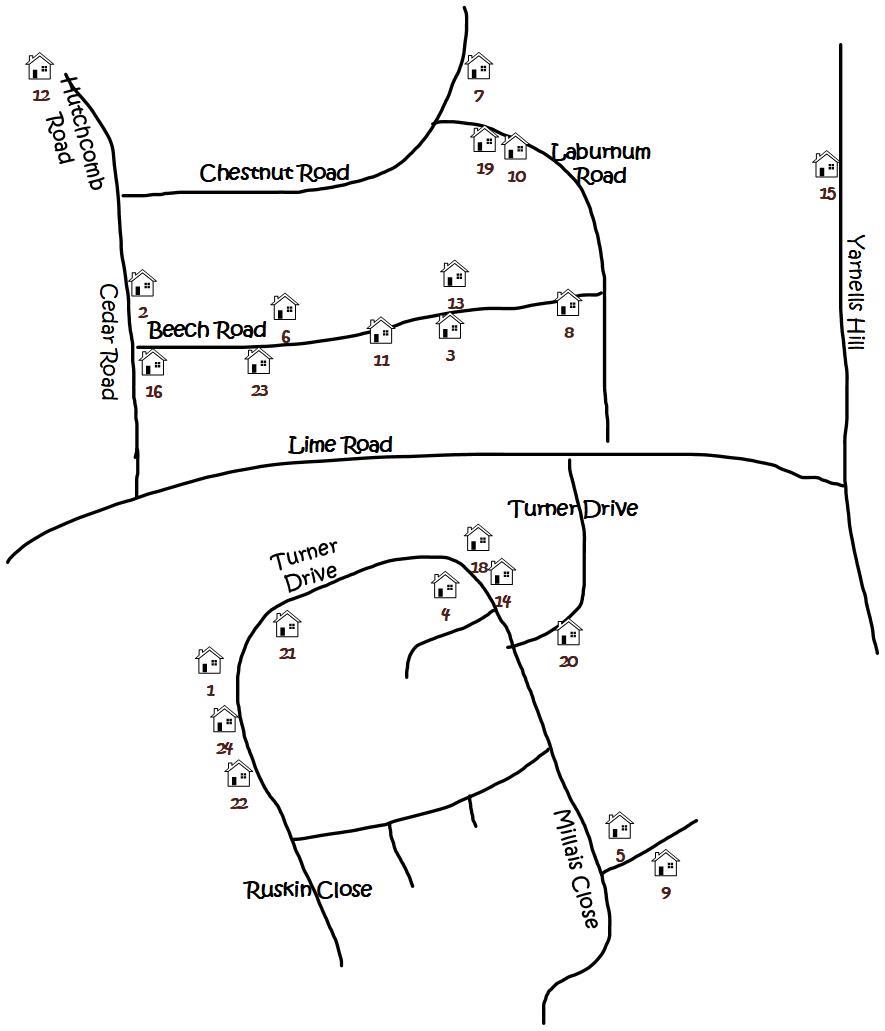 7
12
Hutchcomb
Road
19
10
Laburnum
Road
Chestnut Road
15
2
Cedar Road
Beech Road
6
13
11
3
8
16
23
Yarnells Hill
Lime Road
Turner Drive
Turner
Drive
18
4
14
21
20
1
24
22
5
9
Millais Close
Ruskin Close